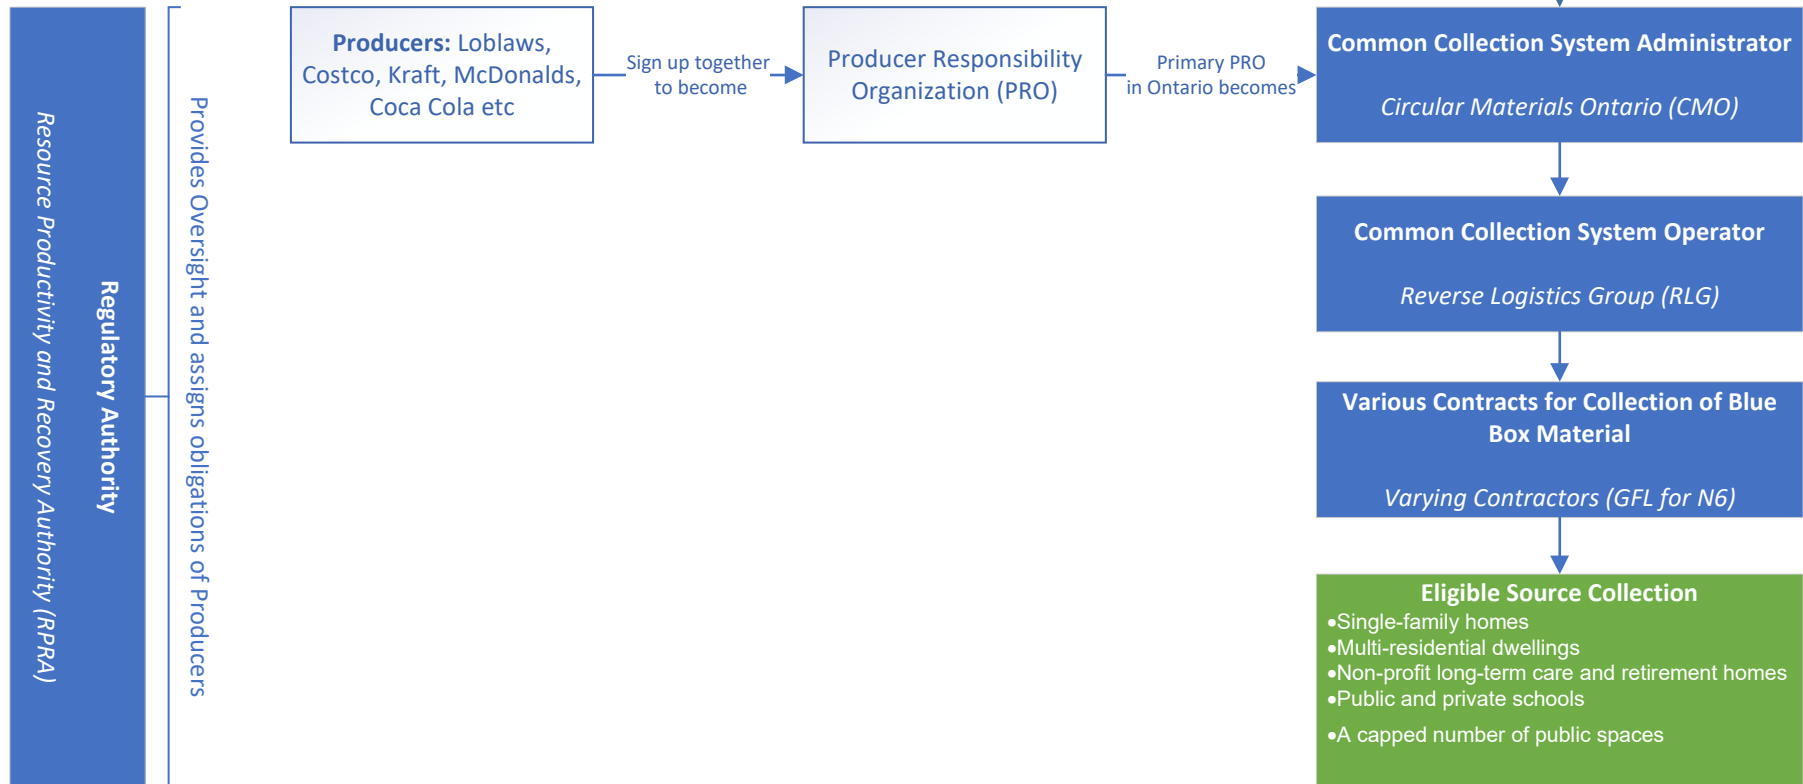 Regulatory Authority
Resource Productivity and Recovery Authority (RPRA)
Provides Oversight and assigns obligations of Producers
Producers: Loblaws,
Costco, Kraft, McDonalds,
Coca Cola etc
Sign up together
to become
Producer Responsibility
Organization (PRO)
Primary PRO
in Ontario becomes
Common Collection System Administrator
Circular Materials Ontario (CMO)
Common Collection System Operator
Reverse Logistics Group (RLG)
Various Contracts for Collection of Blue
Box Material
Varying Contractors (GFL for N6)
Eligible Source Collection
•Single-family homes
•Multi-residential dwellings
•Non-profit long-term care and retirement homes
•Public and private schools
•A capped number of public spaces